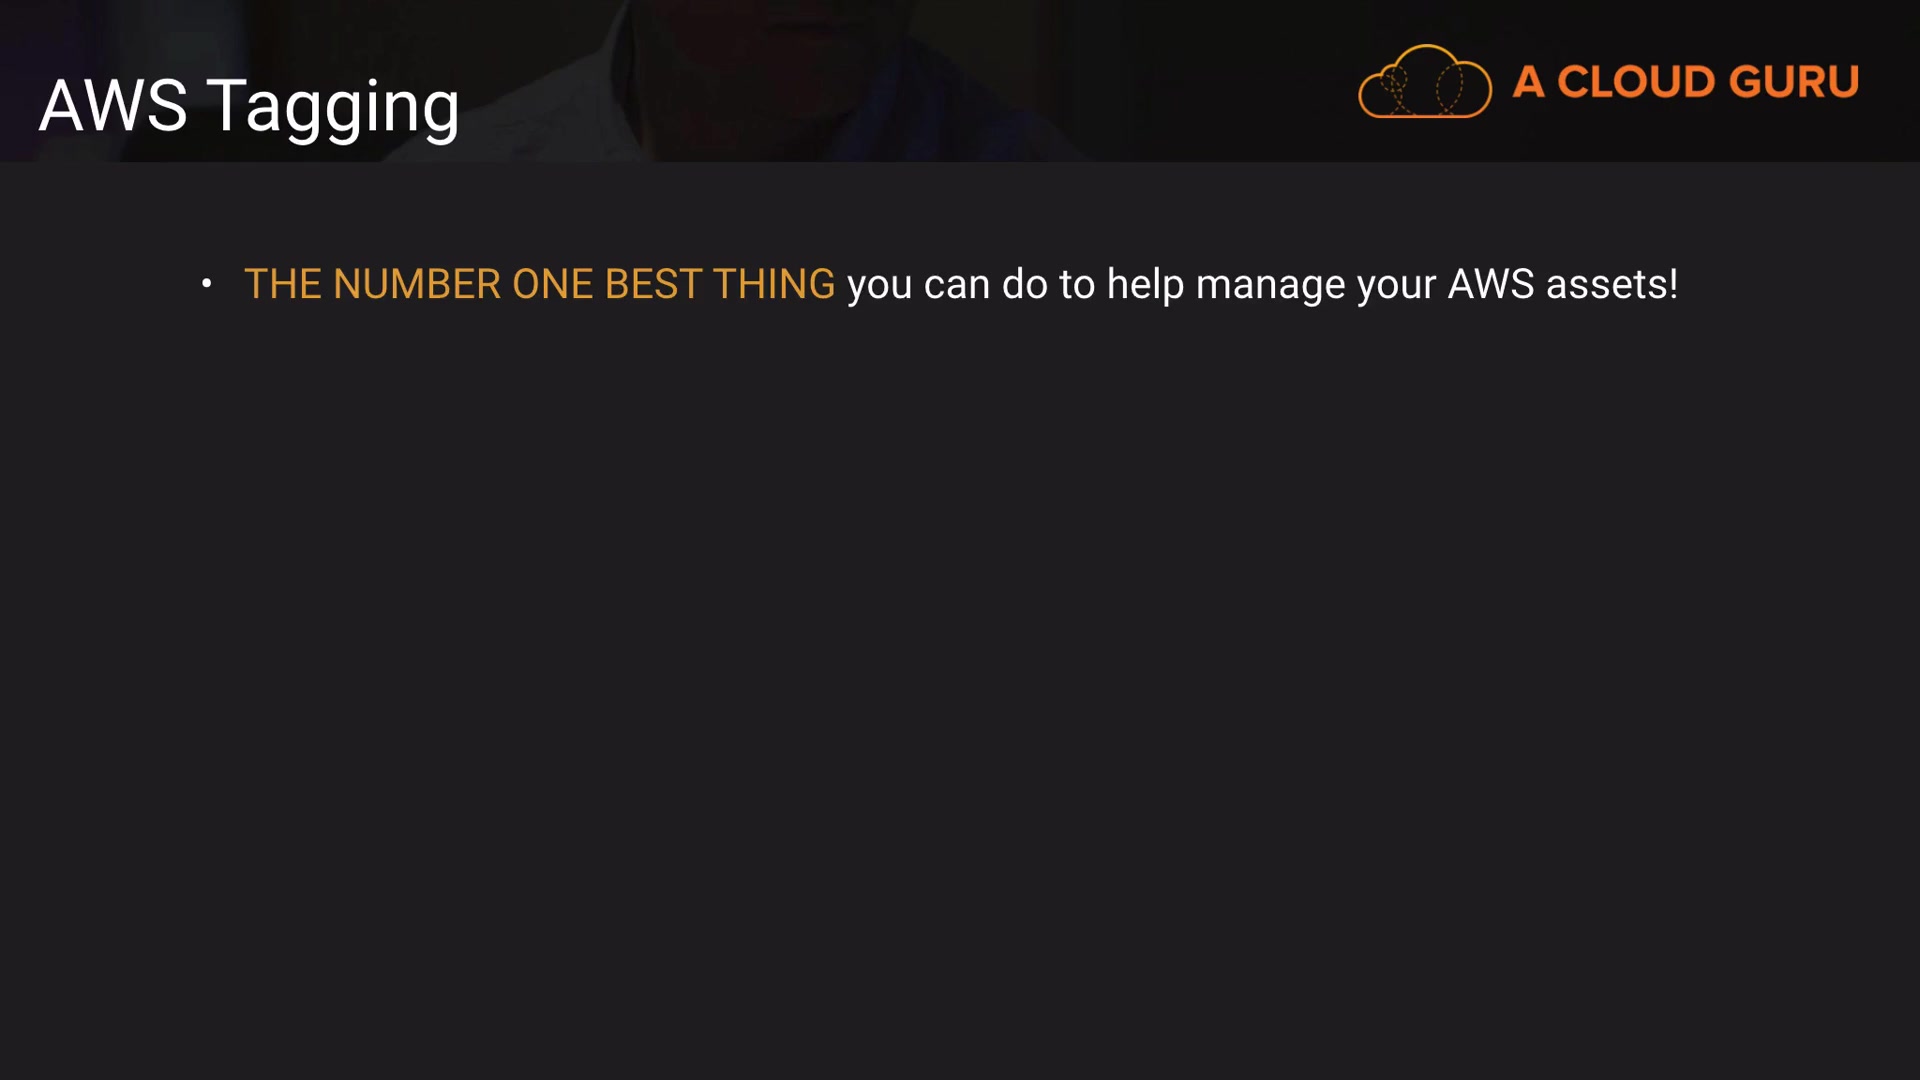 AWS Tagging
A CLOUD GURU
• THE NUMBER ONE BEST THING you can do to help manage your AWS assets!